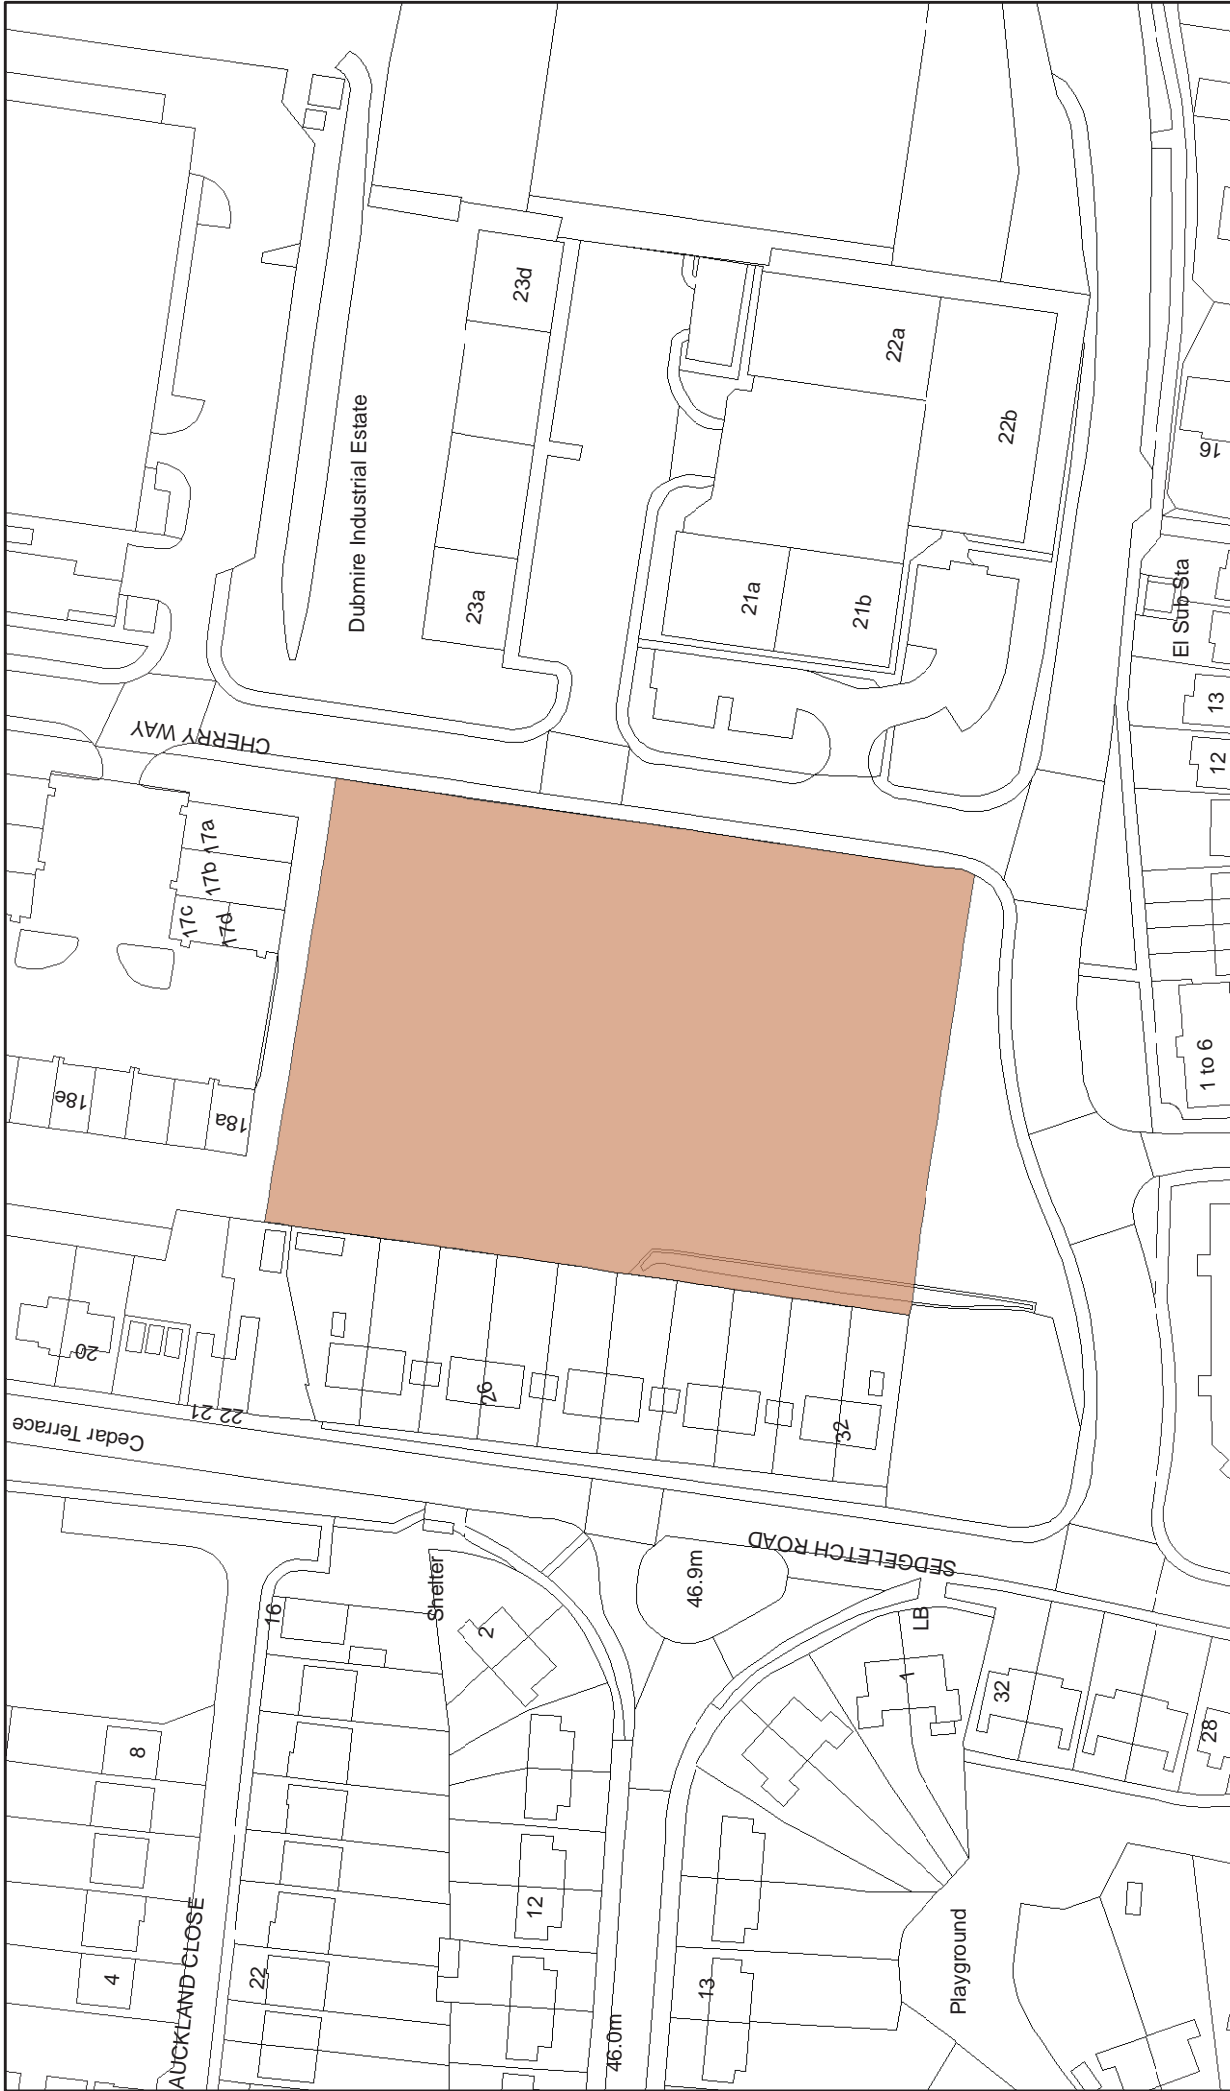 23d
22a
Dubmire Industrial Estate
22b
16
23a
21a
21b
El Sub Sta
13
CHERRY WAY
12
17a
17b
17c
17d
18e
18a
1 to 6
20
22 21
26
32
Cedar Terrace
SEDGELETCH ROAD
46.9m
Shelter
16
2
LB
1
32
28
8
12
4
AUCKLAND CLOSE
22
13
Playground
46.0m